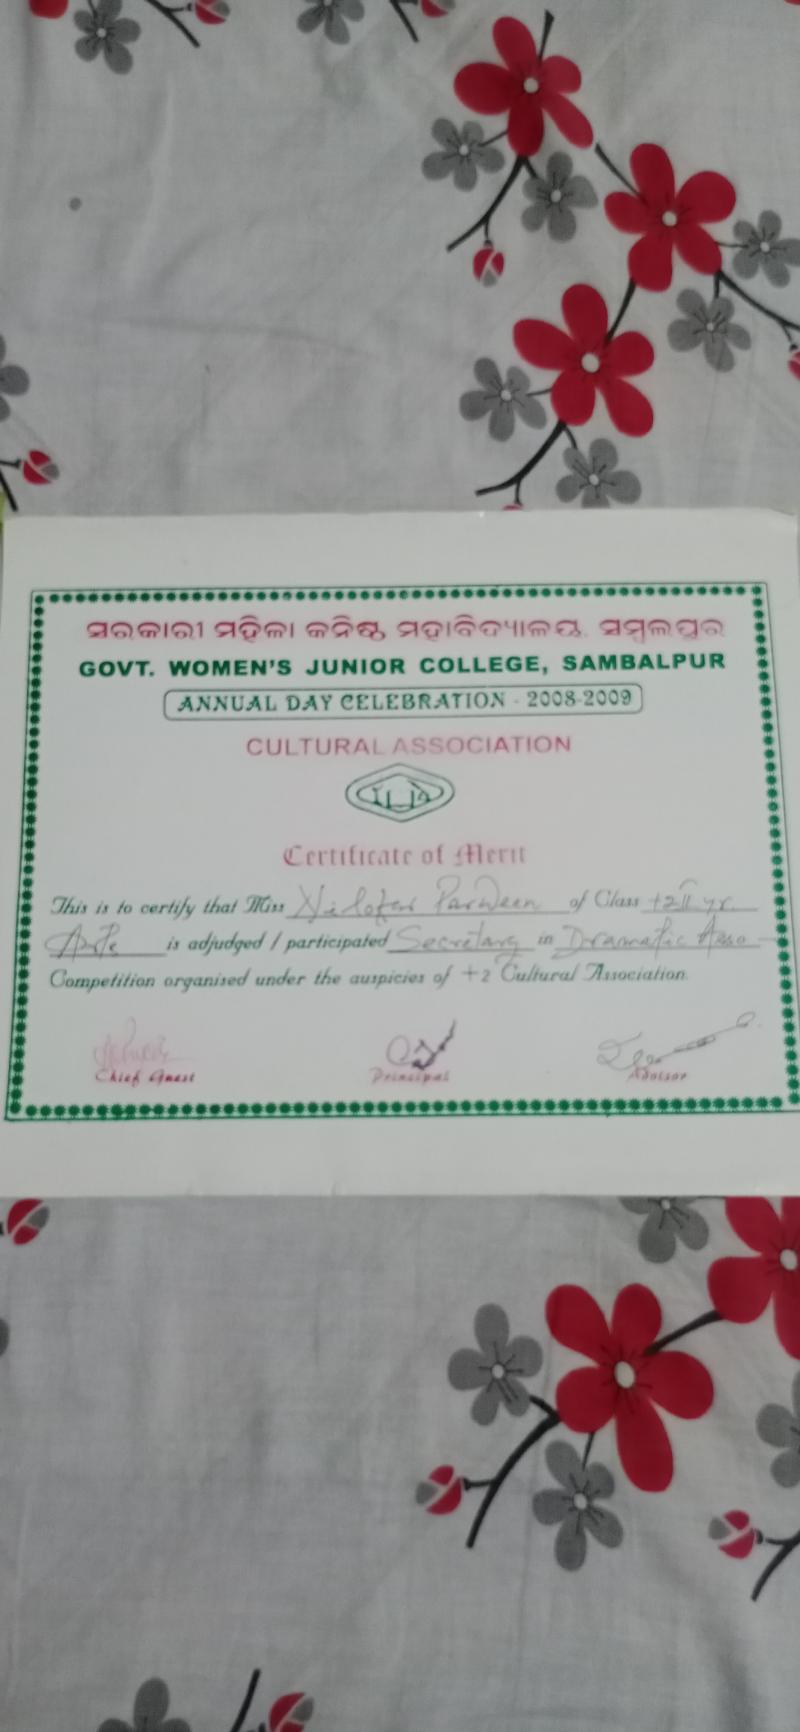 ସରକାରୀ ମହିଳା କନିଷ୍ଠ ମହାବିଦ୍ୟାଳୟ, ସମ୍ବଲପୁର
GOVT. WOMEN'S JUNIOR COLLEGE, SAMBALPUR
ANNUAL DAY CELEBRATION - 2008-2009
CULTURAL ASSOCIATION
Certificate of Merit
This is to certify that Miss Nilofar Parween of Class +2 II yr.
Arts is adjudged / participated Secretary in Dramatic Asso
Competition organised under the auspicies of +2 Cultural Association.
Chief Guest Principal Advisor